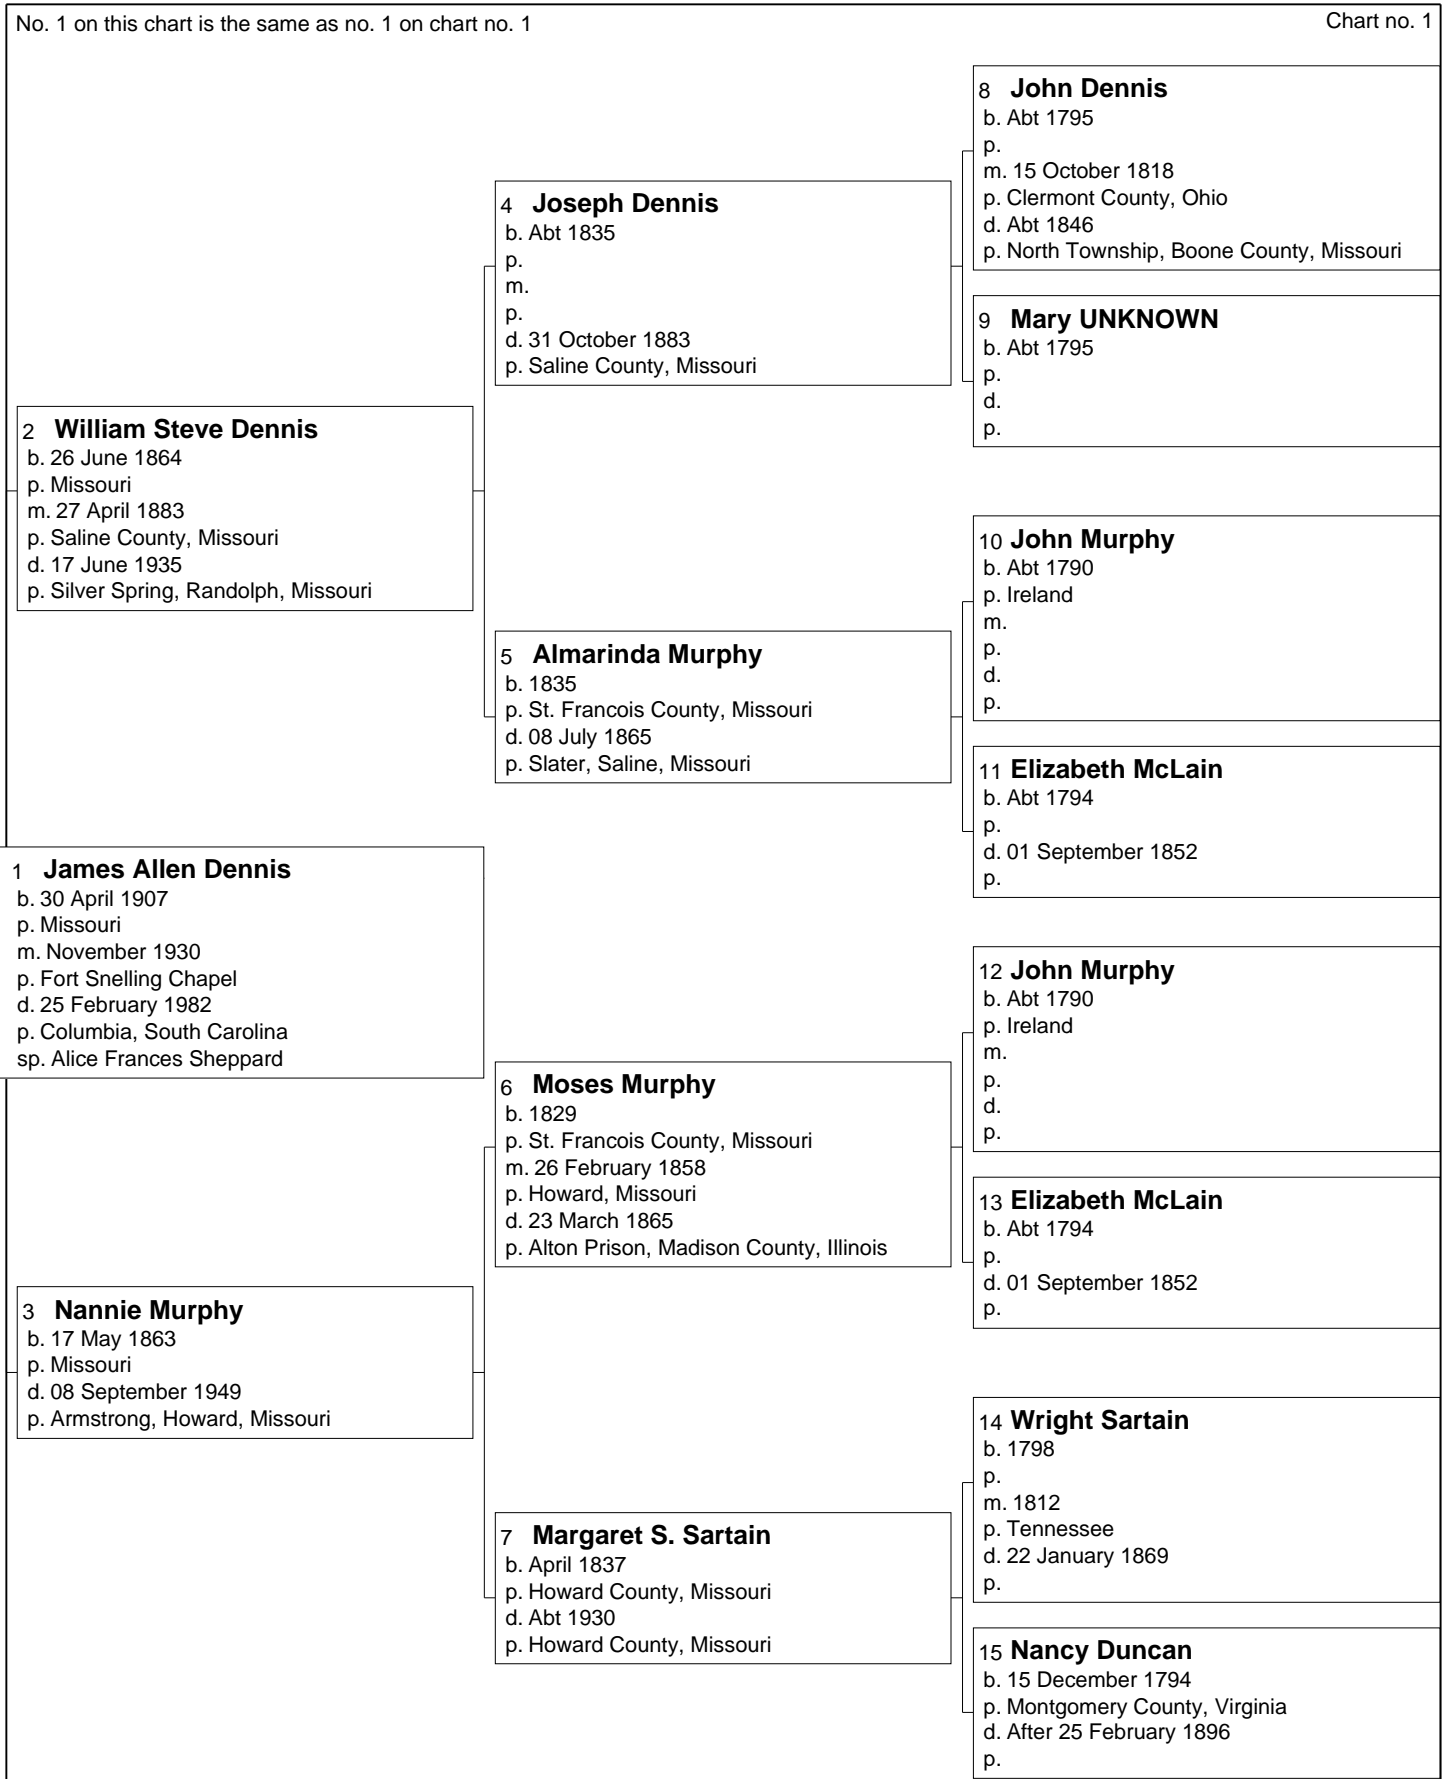 No. 1 on this chart is the same as no. 1 on chart no. 1
Chart no. 1
8 John Dennis
b. Abt 1795
p.
m. 15 October 1818
p. Clermont County, Ohio
d. Abt 1846
p. North Township, Boone County, Missouri
4 Joseph Dennis
b. Abt 1835
p.
m.
p.
d. 31 October 1883
p. Saline County, Missouri
9 Mary UNKNOWN
b. Abt 1795
p.
d.
p.
2 William Steve Dennis
b. 26 June 1864
p. Missouri
m. 27 April 1883
p. Saline County, Missouri
d. 17 June 1935
p. Silver Spring, Randolph, Missouri
10 John Murphy
b. Abt 1790
p. Ireland
m.
p.
d.
p.
5 Almarinda Murphy
b. 1835
p. St. Francois County, Missouri
d. 08 July 1865
p. Slater, Saline, Missouri
11 Elizabeth McLain
b. Abt 1794
p.
d. 01 September 1852
p.
1 James Allen Dennis
b. 30 April 1907
p. Missouri
m. November 1930
p. Fort Snelling Chapel
d. 25 February 1982
p. Columbia, South Carolina
sp. Alice Frances Sheppard
12 John Murphy
b. Abt 1790
p. Ireland
m.
p.
d.
p.
6 Moses Murphy
b. 1829
p. St. Francois County, Missouri
m. 26 February 1858
p. Howard, Missouri
d. 23 March 1865
p. Alton Prison, Madison County, Illinois
13 Elizabeth McLain
b. Abt 1794
p.
d. 01 September 1852
p.
3 Nannie Murphy
b. 17 May 1863
p. Missouri
d. 08 September 1949
p. Armstrong, Howard, Missouri
14 Wright Sartain
b. 1798
p.
m. 1812
p. Tennessee
d. 22 January 1869
p.
7 Margaret S. Sartain
b. April 1837
p. Howard County, Missouri
d. Abt 1930
p. Howard County, Missouri
15 Nancy Duncan
b. 15 December 1794
p. Montgomery County, Virginia
d. After 25 February 1896
p.